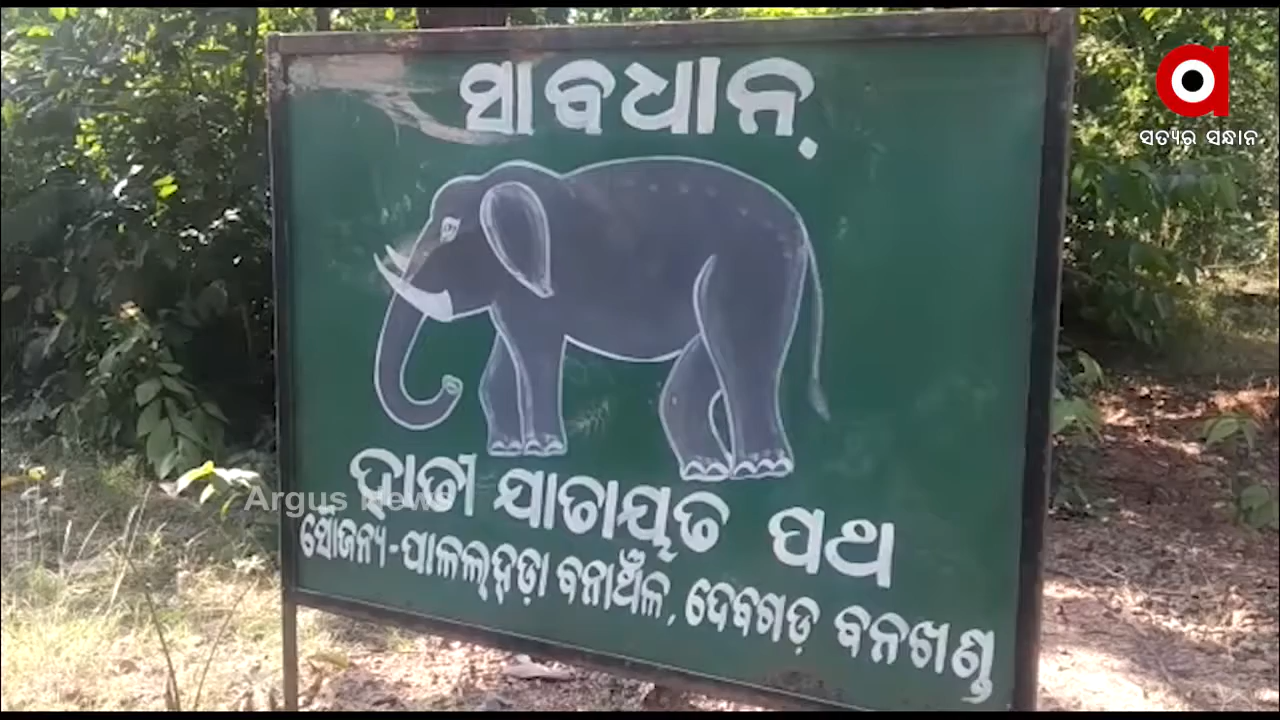 ସାବଧାନ
ହାତୀ ଯାତାୟତ ପଥ
ସୌଜନ୍ୟ-ପାଳଲହଡ଼ା ବନାଞ୍ଚଳ, ଦେବଗଡ଼ ବନଖଣ୍ଡ
a
ସତ୍ୟର ସନ୍ଧାନ
Argus News